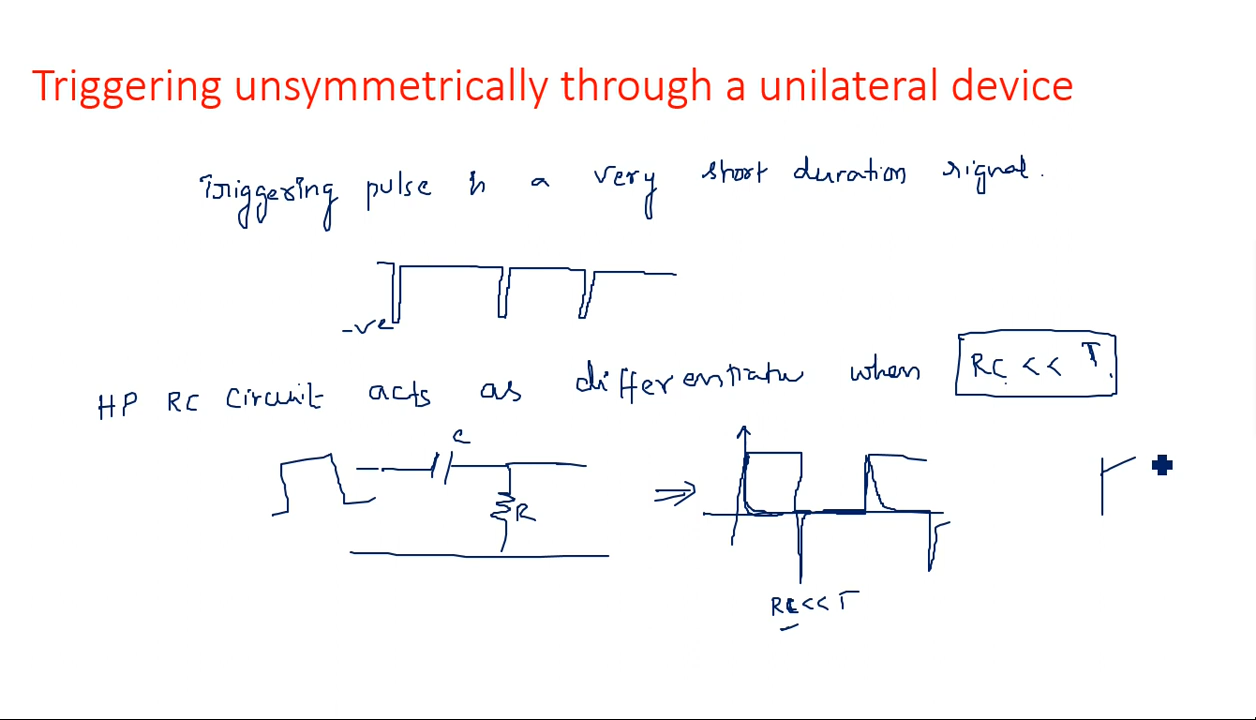 Triggering unsymmetrically through a unilateral device
Triggering pulse is a very short duration signal.
-ve
HP RC circuit acts as differentiator when RC << T.
C
R
RC << T